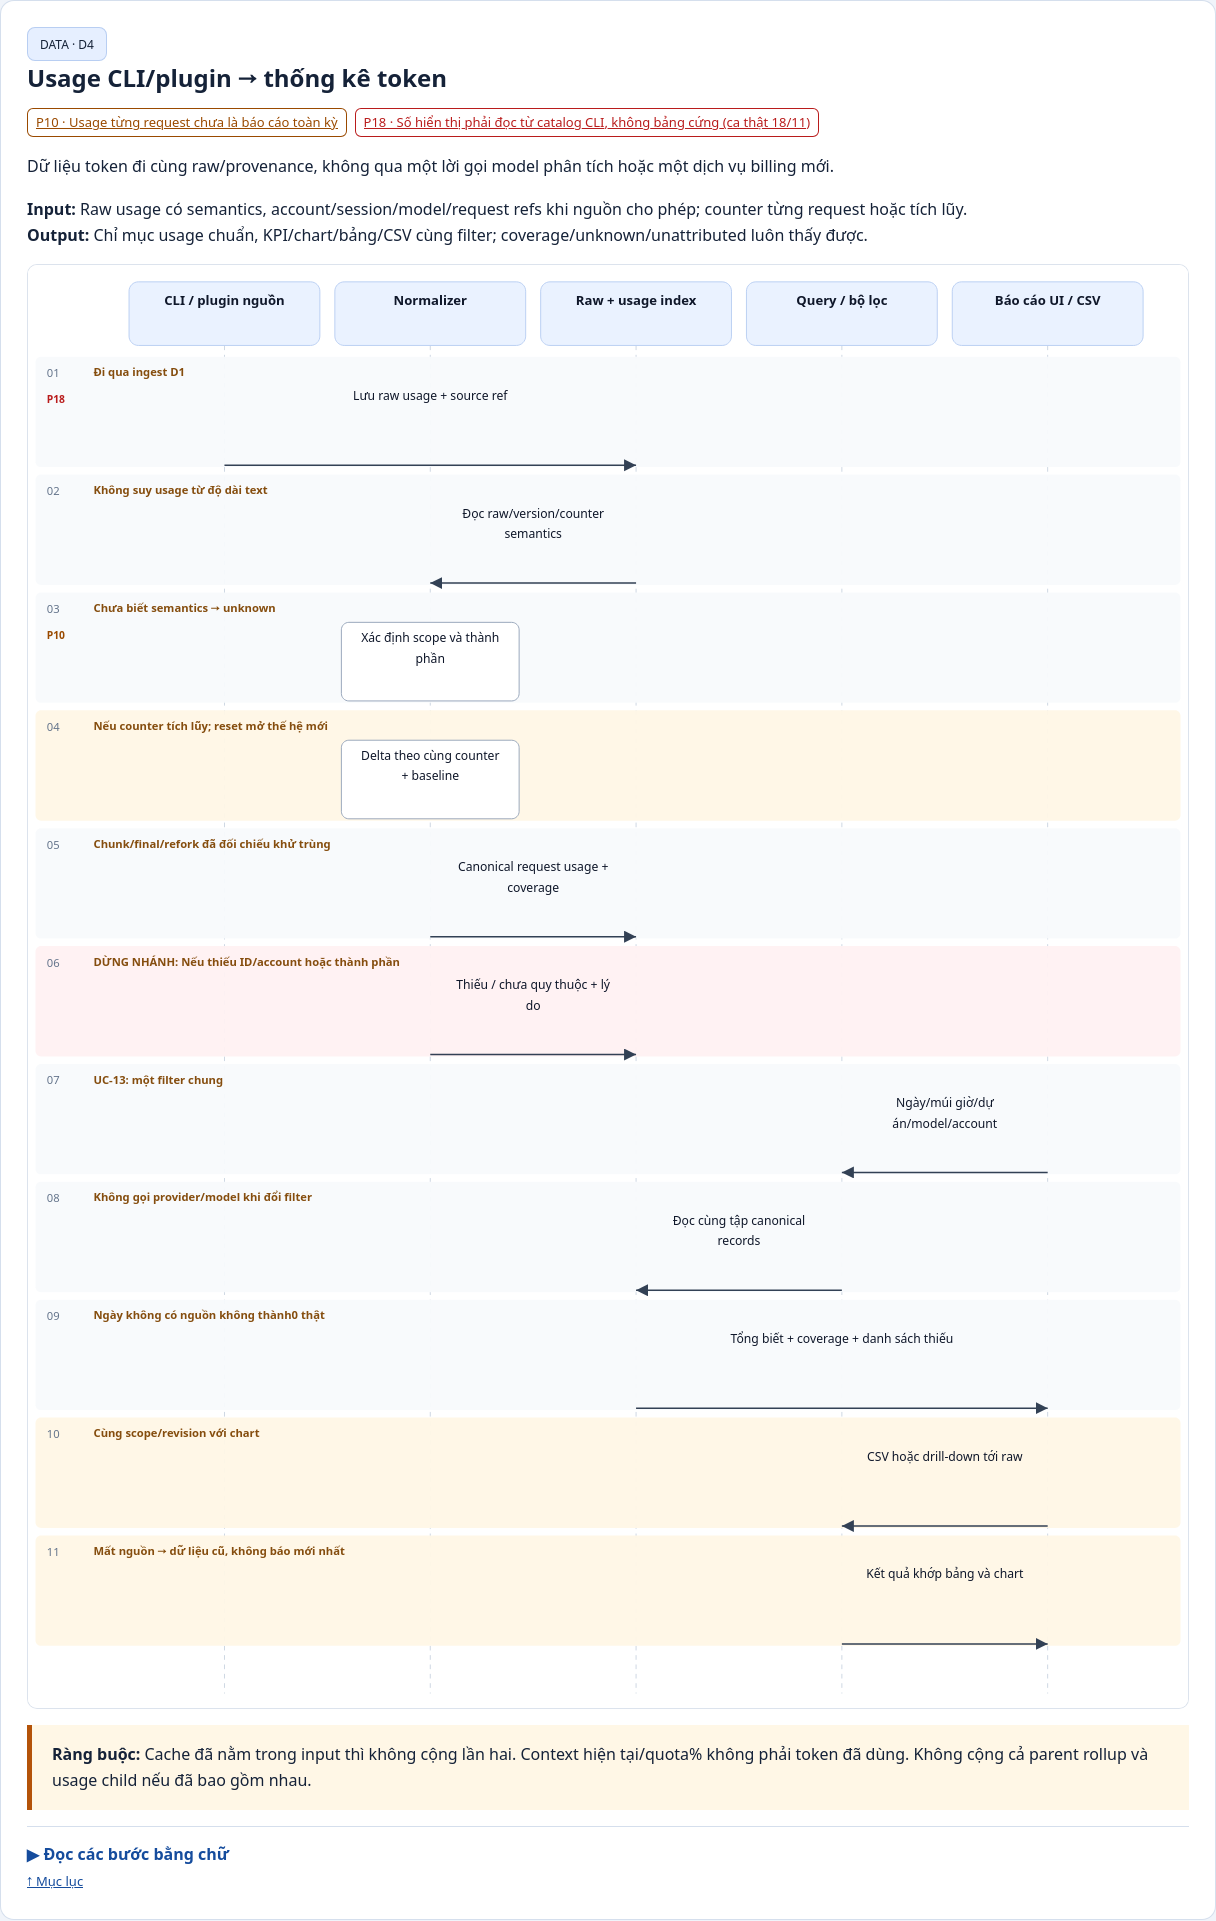 DATA · D4
Usage CLI/plugin → thống kê token
P10 · Usage từng request chưa là báo cáo toàn kỳ
P18 · Số hiển thị phải đọc từ catalog CLI, không bảng cứng (ca thật 18/11)
Dữ liệu token đi cùng raw/provenance, không qua một lời gọi model phân tích hoặc một dịch vụ billing mới.
Input: Raw usage có semantics, account/session/model/request refs khi nguồn cho phép; counter từng request hoặc tích lũy.
Output: Chỉ mục usage chuẩn, KPI/chart/bảng/CSV cùng filter; coverage/unknown/unattributed luôn thấy được.
CLI / plugin nguồn
Normalizer
Raw + usage index
Query / bộ lọc
Báo cáo UI / CSV
01
Đi qua ingest D1
P18
Lưu raw usage + source ref
02
Không suy usage từ độ dài text
Đọc raw/version/counter
semantics
03
Chưa biết semantics → unknown
P10
Xác định scope và thành
phần
04
Nếu counter tích lũy; reset mở thế hệ mới
Delta theo cùng counter
+ baseline
05
Chunk/final/refork đã đối chiếu khử trùng
Canonical request usage +
coverage
06
DỪNG NHÁNH: Nếu thiếu ID/account hoặc thành phần
Thiếu / chưa quy thuộc + lý
do
07
UC-13: một filter chung
Ngày/múi giờ/dự
án/model/account
08
Không gọi provider/model khi đổi filter
Đọc cùng tập canonical
records
09
Ngày không có nguồn không thành0 thật
Tổng biết + coverage + danh sách thiếu
10
Cùng scope/revision với chart
CSV hoặc drill-down tới raw
11
Mất nguồn → dữ liệu cũ, không báo mới nhất
Kết quả khớp bảng và chart
Ràng buộc: Cache đã nằm trong input thì không cộng lần hai. Context hiện tại/quota% không phải token đã dùng. Không cộng cả parent rollup và
usage child nếu đã bao gồm nhau.
▶ Đọc các bước bằng chữ
↑ Mục lục